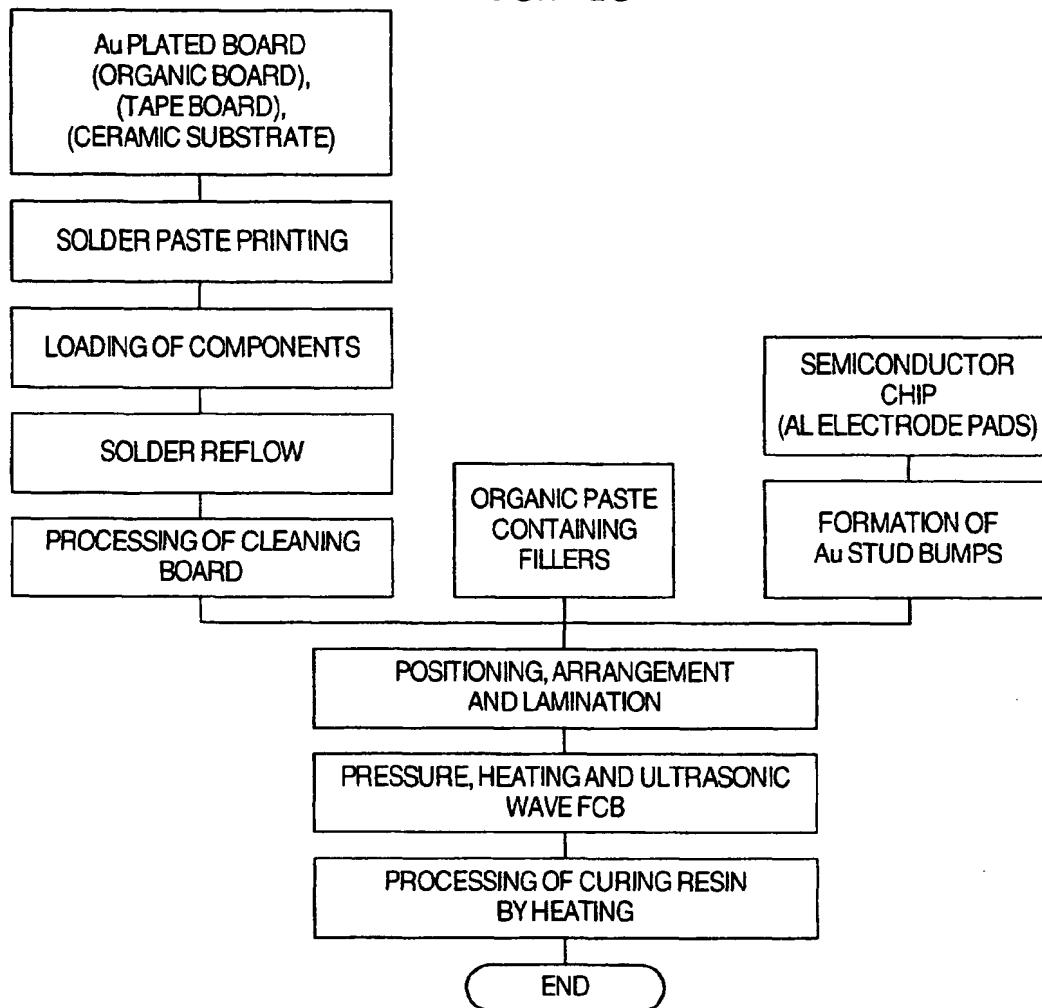 Au PLATED BOARD
(ORGANIC BOARD),
(TAPE BOARD),
(CERAMIC SUBSTRATE)
SOLDER PASTE PRINTING
LOADING OF COMPONENTS
SOLDER REFLOW
PROCESSING OF CLEANING
BOARD
ORGANIC PASTE
CONTAINING
FILLERS
SEMICONDUCTOR
CHIP
(AL ELECTRODE PADS)
FORMATION OF
Au STUD BUMPS
POSITIONING, ARRANGEMENT
AND LAMINATION
PRESSURE, HEATING AND ULTRASONIC
WAVE FCB
PROCESSING OF CURING RESIN
BY HEATING
END